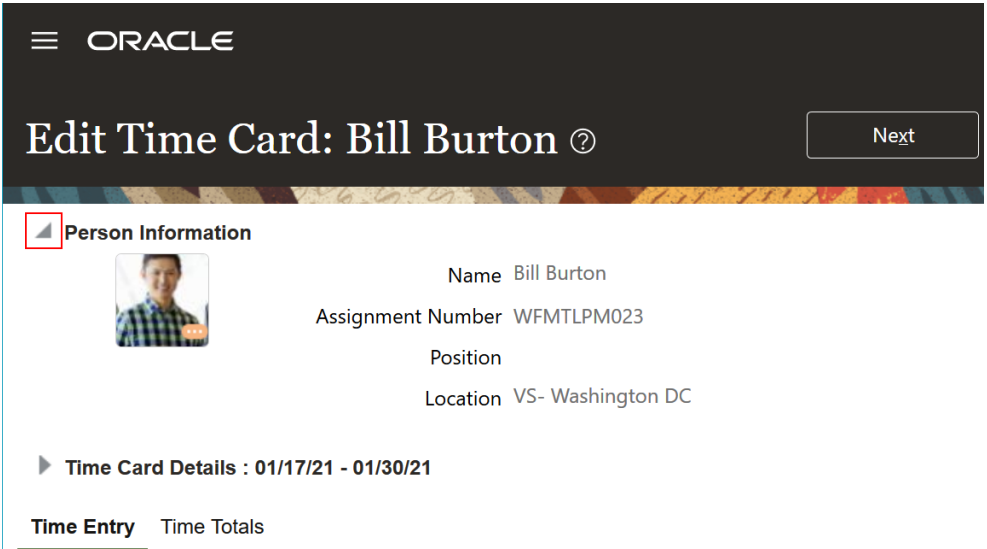 ORACLE
Edit Time Card: Bill Burton ?
Next
Person Information
Name Bill Burton
Assignment Number WFMTLPM023
Position
Location VS- Washington DC
Time Card Details : 01/17/21 - 01/30/21
Time Entry Time Totals